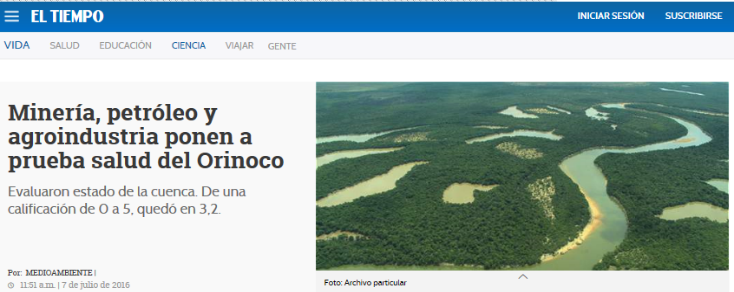 EL TIEMPO
INICIAR SESIÓN SUSCRIBIRSE
VIDA SALUD EDUCACIÓN CIENCIA VIAJAR GENTE
Minería, petróleo y
agroindustria ponen a
prueba salud del Orinoco
Evaluaron estado de la cuenca. De una
calificación de 0 a 5, quedó en 3,2.
Por: MEDIOAMBIENTE |
11:51 a.m. | 7 de julio de 2016
Foto: Archivo particular